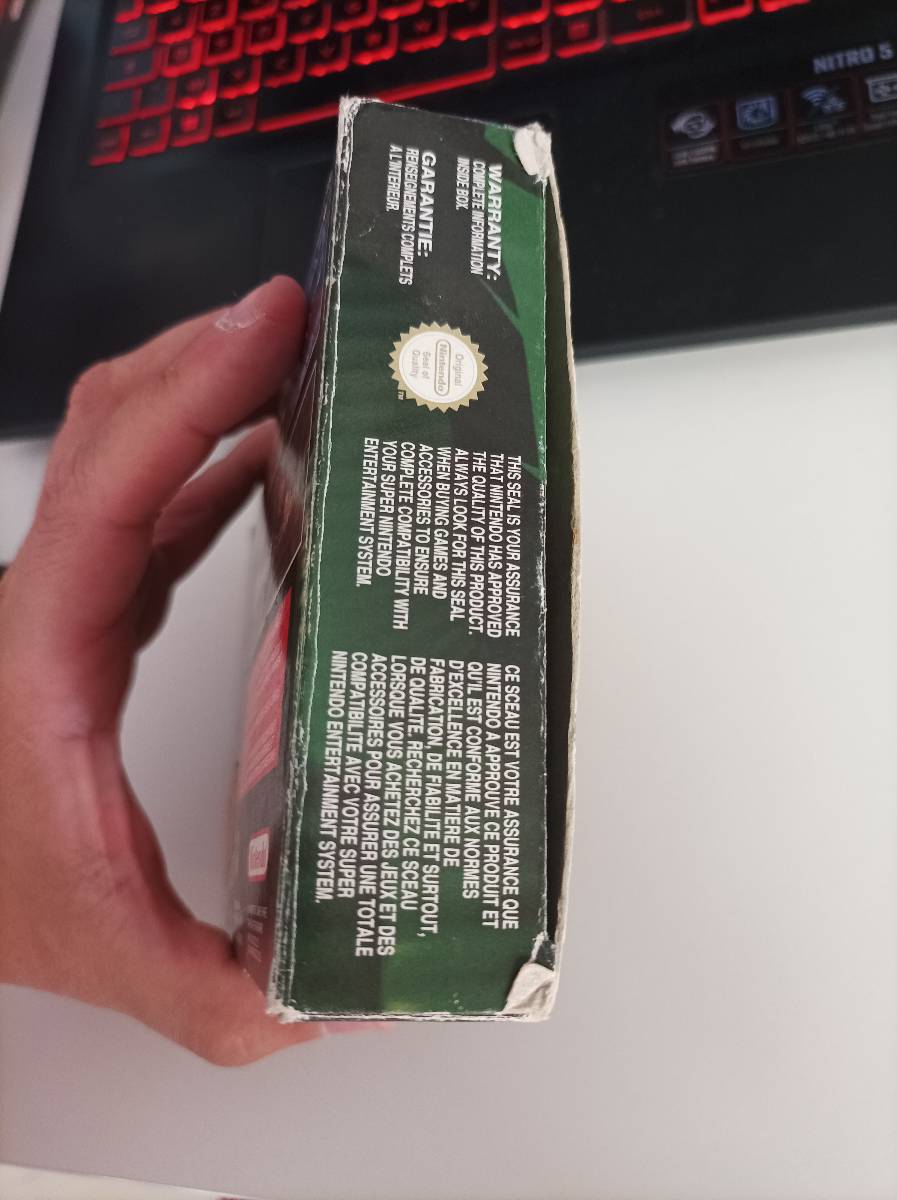 WARRANTY:
COMPLETE INFORMATION
INSIDE BOX.
GARANTIE:
RENSEIGNEMENTS COMPLETS
A L'INTERIEUR.
Original
Nintendo
Seal of
Quality
TM
THIS SEAL IS YOUR ASSURANCE
THAT NINTENDO HAS APPROVED
THE QUALITY OF THIS PRODUCT.
ALWAYS LOOK FOR THIS SEAL
WHEN BUYING GAMES AND
ACCESSORIES TO ENSURE
COMPLETE COMPATIBILITY WITH
YOUR SUPER NINTENDO
ENTERTAINMENT SYSTEM.
CE SCEAU EST VOTRE ASSURANCE QUE
NINTENDO A APPROUVE CE PRODUIT ET
QU'IL EST CONFORME AUX NORMES
D'EXCELLENCE EN MATIERE DE
FABRICATION, DE FIABILITE ET SURTOUT,
DE QUALITE. RECHERCHEZ CE SCEAU
LORSQUE VOUS ACHETEZ DES JEUX ET DES
ACCESSOIRES POUR ASSURER UNE TOTALE
COMPATIBILITE AVEC VOTRE SUPER
NINTENDO ENTERTAINMENT SYSTEM.
Nintendo
NITRO 5